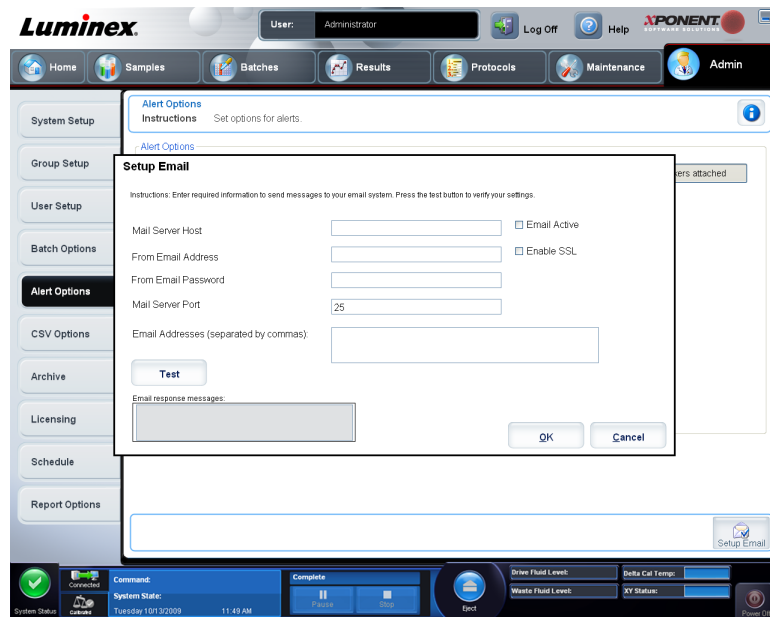 Luminex.
User: Administrator
Log Off
Help
XPONENT.
SOFTWARE SOLUTIONS
Home
Samples
Batches
Results
Protocols
Maintenance
Admin
System Setup
Group Setup
User Setup
Batch Options
Alert Options
CSV Options
Archive
Licensing
Schedule
Report Options
Alert Options
Instructions Set options for alerts.
Alert Options
kers attached
Setup Email
Instructions: Enter required information to send messages to your email system. Press the test button to verify your settings.
Mail Server Host
Email Active
From Email Address
Enable SSL
From Email Password
Mail Server Port 25
Email Addresses (separated by commas):
Test
Email response messages:
OK
Cancel
Setup Email
System Status
Connected
Calibrated
Command:
System State:
Tuesday 10/13/2009 11:49 AM
Complete
Pause
Stop
Eject
Drive Fluid Level:
Waste Fluid Level:
Delta Cal Temp:
XY Status:
Power Off